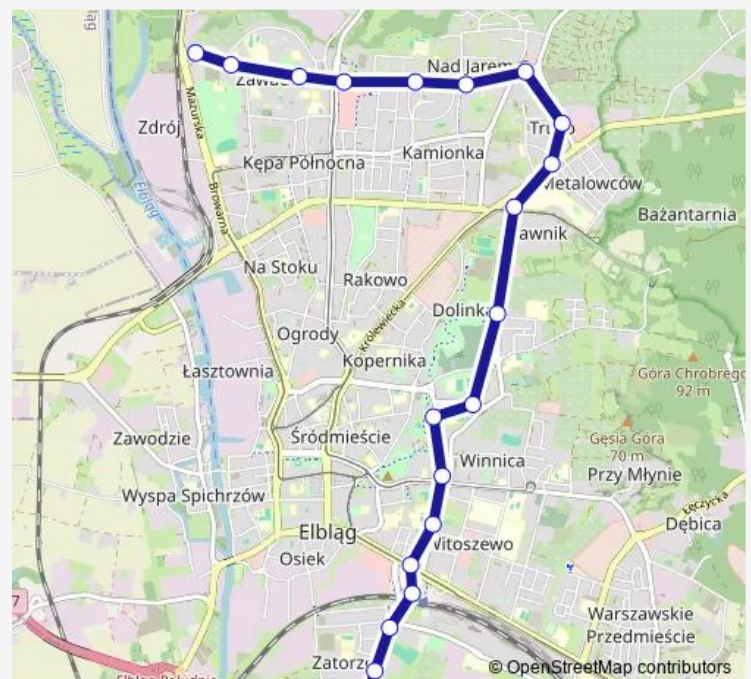 Nad Jarem
Zdrój
Mazurska
Kępa Północna
Kamionka
Metalowców
Elbląg
Browarna
Bażantarnia
Na Stoku
Rakowo
Dolinka
Ogrody
Królewiecka
Kopernika
Łasztownia
Góra Chrobrego
92 m
Zawodzie
Śródmieście
Gęsia Góra
70 m
Winnica
Przy Młynie
Wyspa Spichrzów
Łęczycka
Dębica
Elbląg
Witoszewo
Osiek
7
Warszawskie
Przedmieście
© OpenStreetMap contributors